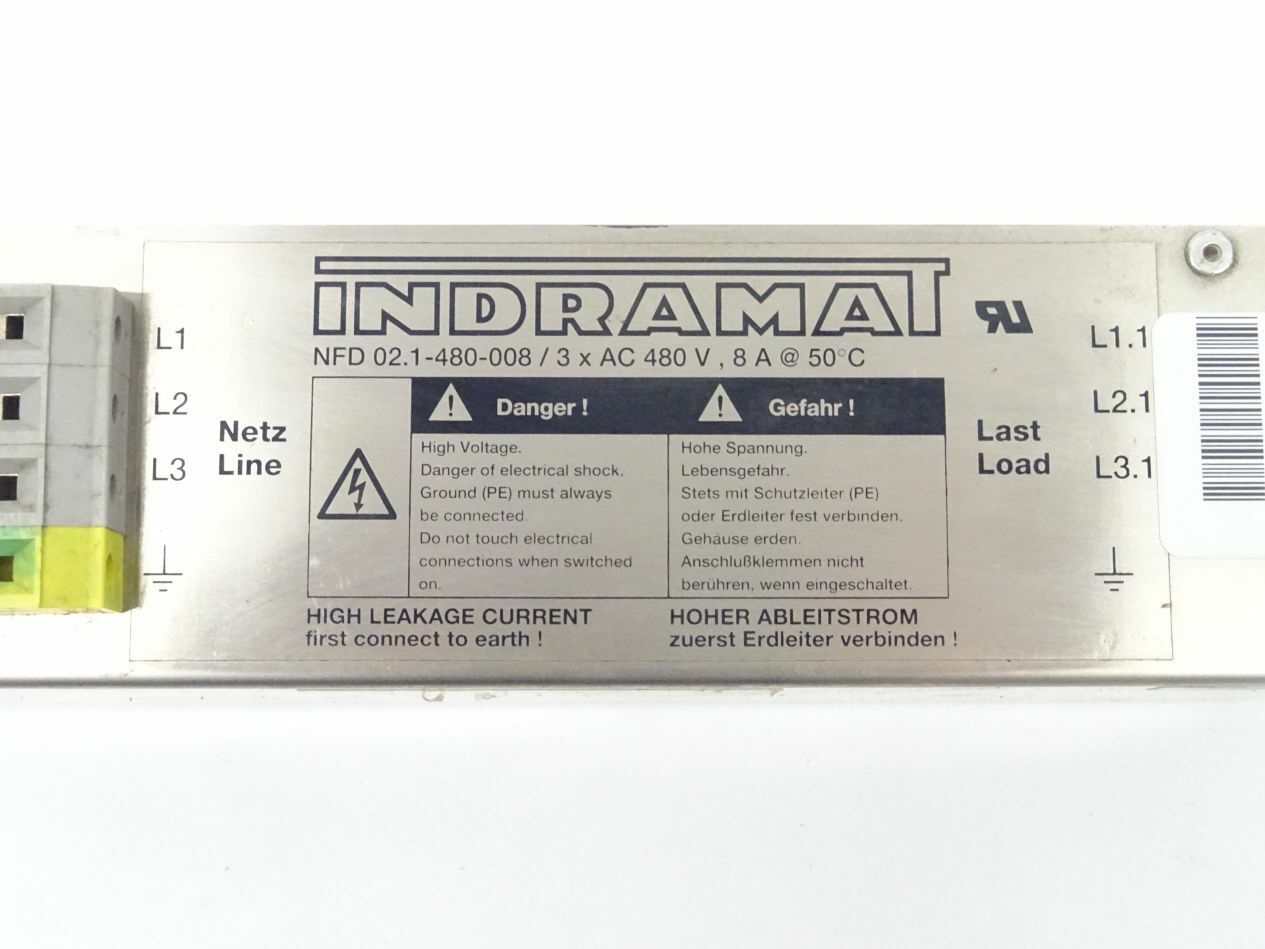 INDRAMAT
NFD 02.1-480-008 / 3 x AC 480 V , 8 A @ 50°C
L1
L2
L3
Netz
Line
Danger !
High Voltage.
Danger of electrical shock.
Ground (PE) must always
be connected.
Do not touch electrical
connections when switched
on.
Gefahr !
Hohe Spannung.
Lebensgefahr.
Stets mit Schutzleiter (PE)
oder Erdleiter fest verbinden.
Gehäuse erden.
Anschlußklemmen nicht
berühren, wenn eingeschaltet.
Last
Load
L1.1
L2.1
L3.1
HIGH LEAKAGE CURRENT
first connect to earth !
HOHER ABLEITSTROM
zuerst Erdleiter verbinden !